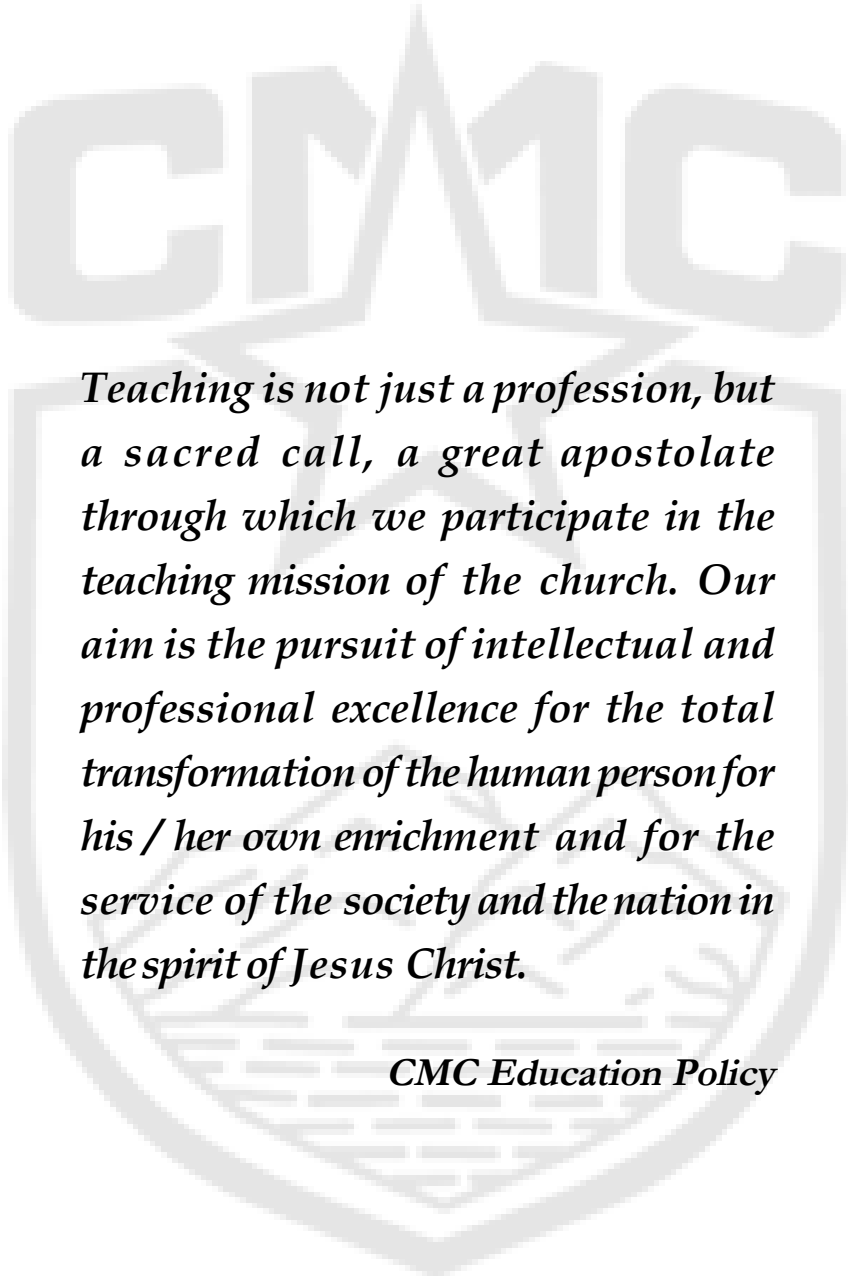 CMC
Teaching is not just a profession, but
a sacred call, a great apostolate
through which we participate in the
teaching mission of the church. Our
aim is the pursuit of intellectual and
professional excellence for the total
transformation of the human person for
his / her own enrichment and for the
service of the society and the nation in
the spirit of Jesus Christ.
CMC Education Policy